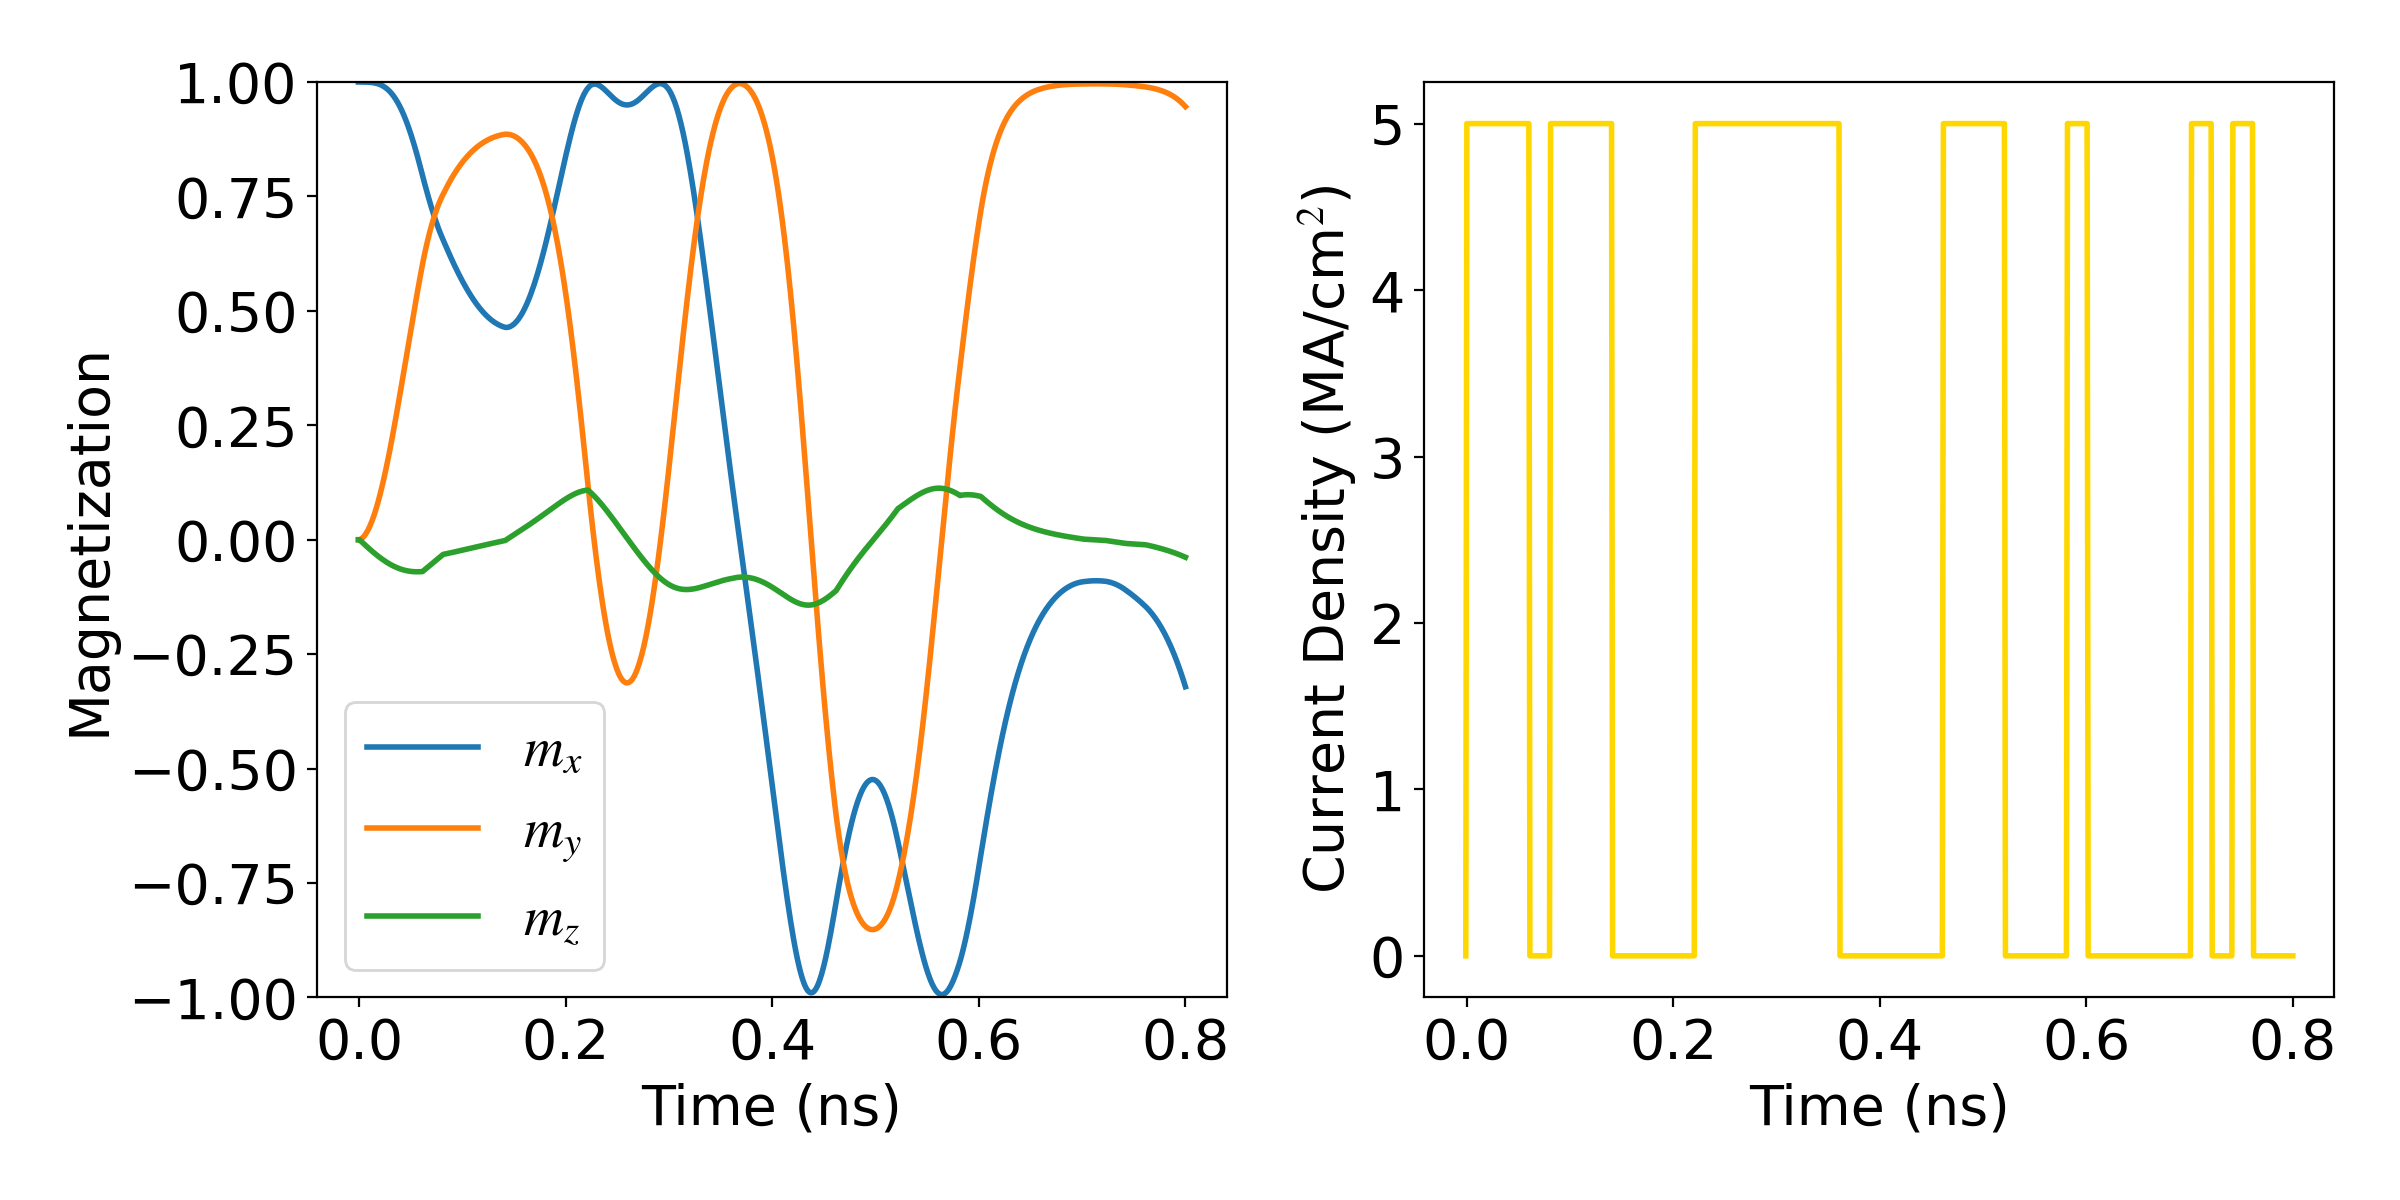 1.00
0.75
0.50
0.25
0.00
−0.25
−0.50
−0.75
−1.00
Magnetization
m_x
m_y
m_z
0.0 0.2 0.4 0.6 0.8
Time (ns)
5
4
3
2
1
0
Current Density (MA/cm²)
0.0 0.2 0.4 0.6 0.8
Time (ns)